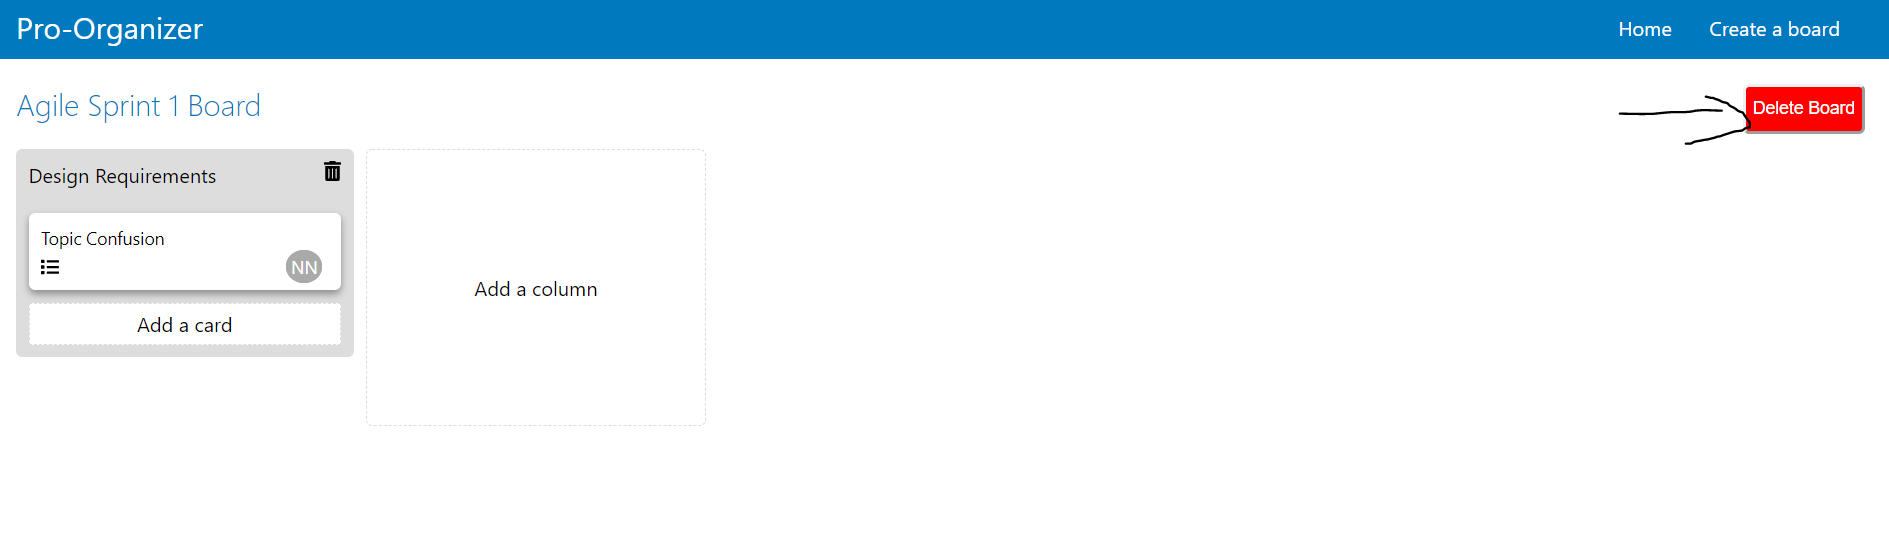 Pro-Organizer
Home
Create a board
Agile Sprint 1 Board
Delete Board
Design Requirements
Topic Confusion
NN
Add a card
Add a column